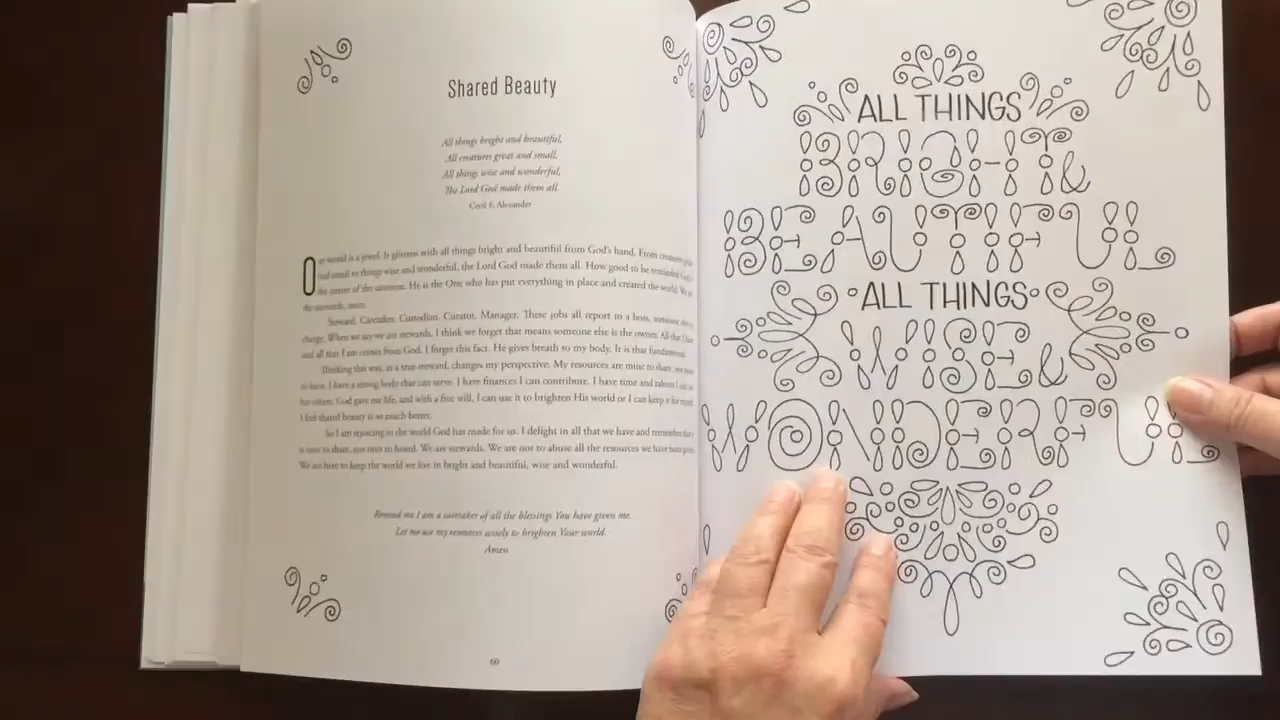 Shared Beauty
All things bright and beautiful,
All creatures great and small,
All things wise and wonderful,
The Lord God made them all.
Cecil F. Alexander
Our world is a jewel. It glistens with all things bright and beautiful from God's hand. From creatures great
and small to things wise and wonderful, the Lord God made them all. How good to be reminded God is
the center of the universe. He is the One who has put everything in place and created the world. We are
the stewards, men.
Steward. Caretaker. Custodian. Curator. Manager. These jobs all report to a boss, someone
charge. When we say we are stewards, I think we forget that means someone else is the owner. All that I have
and all that I am comes from God. I forget this fact. He gives breath to my body. It is that fundamental.
Thinking this way, as a true steward, changes my perspective. My resources are mine to share, not mine
to have. I have a strong body that can serve. I have finances I can contribute. I have time and talents I can use
for others. God gave me life, and with a free will, I can use it to brighten His world or I can keep it for myself.
I feel shared beauty is so much better.
So I am rejoicing in the world God has made for us. I delight in all that we have and remember that it
is ours to share, not ours to hoard. We are stewards. We are not to abuse all the resources we have been given.
We are here to keep the world we live in bright and beautiful, wise and wonderful.
Remind me I am a caretaker of all the blessings You have given me.
Let me use my resources wisely to brighten Your world.
Amen
60
ALL THINGS
BRIGHT &
BEAUTIFUL
ALL THINGS
WISE &
WONDERFUL